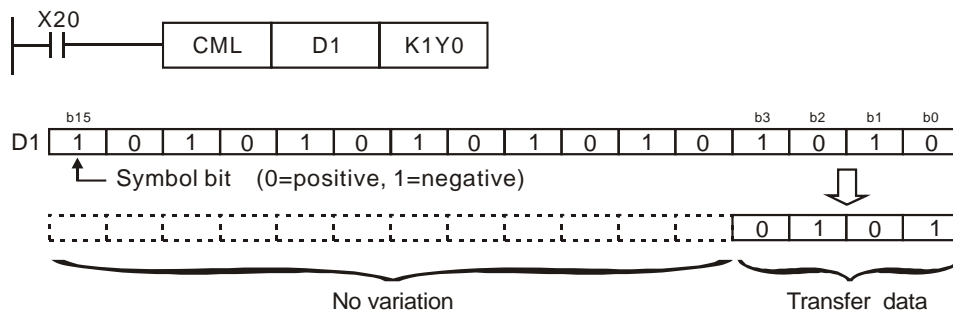 X20
CML D1 K1Y0
b15 b3 b2 b1 b0
D1 1 0 1 0 1 0 1 0 1 0 1 0 1 0 1 0
Symbol bit (0=positive, 1=negative)
0 1 0 1
No variation Transfer data